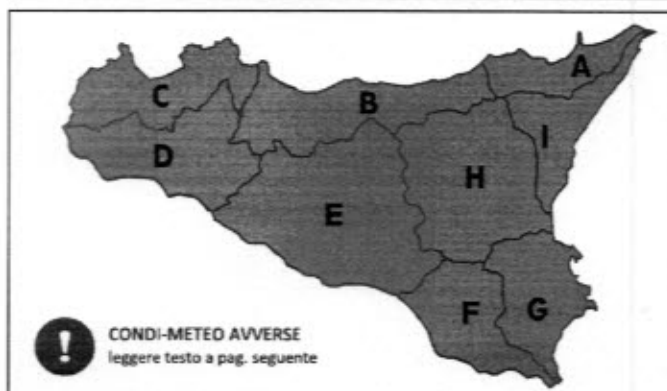 A
C
B
I
D
H
E
F
G
!
CONDI-METEO AVVERSE
leggere testo a pag. seguente